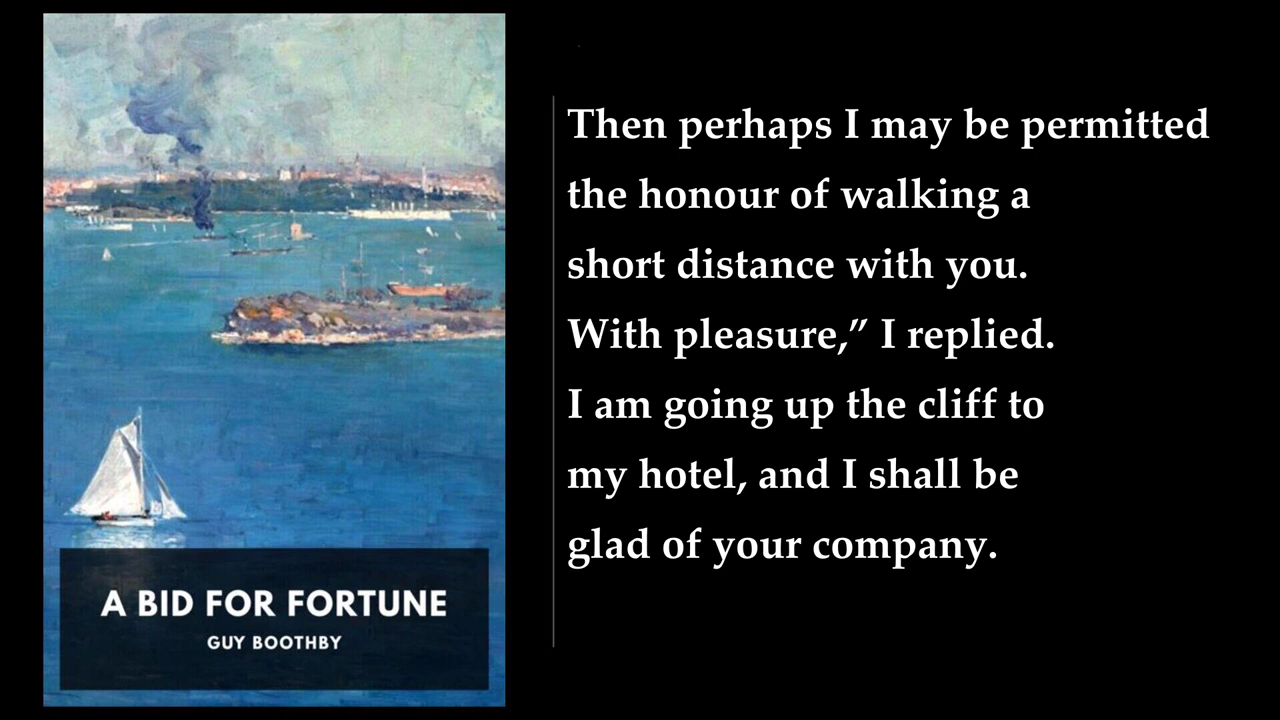 A BID FOR FORTUNE
GUY BOOTHBY
Then perhaps I may be permitted
the honour of walking a
short distance with you.
With pleasure,” I replied.
I am going up the cliff to
my hotel, and I shall be
glad of your company.